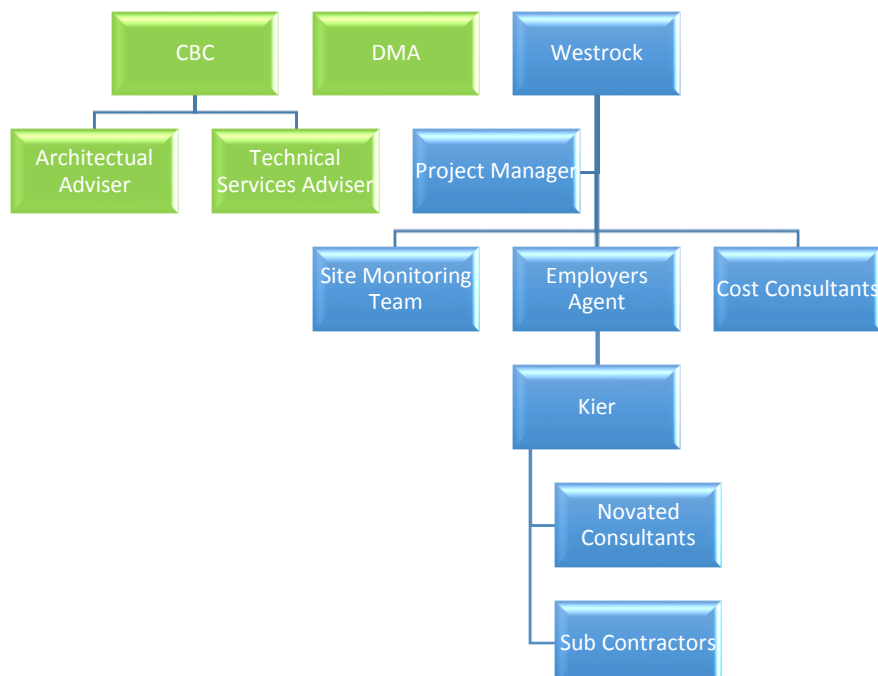 CBC
DMA
Westrock
Architectual
Adviser
Technical
Services Adviser
Project Manager
Site Monitoring
Team
Employers
Agent
Cost Consultants
Kier
Novated
Consultants
Sub Contractors